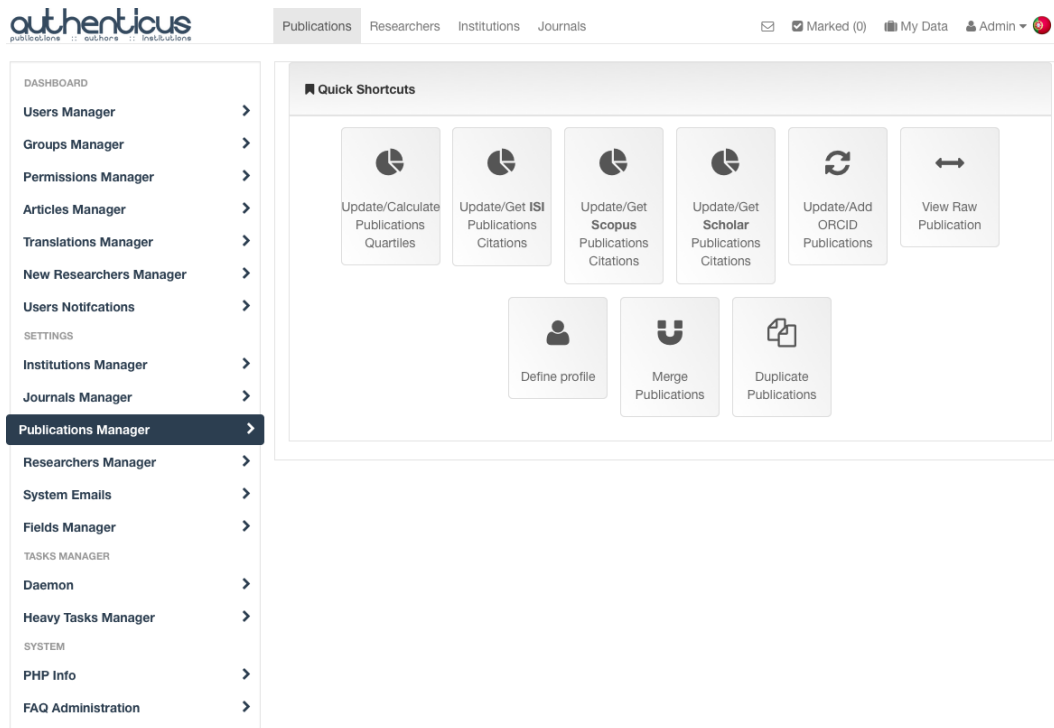 authenticus
publications :: authors :: institutions
Publications Researchers Institutions Journals Marked (0) My Data Admin
DASHBOARD
Users Manager
Groups Manager
Permissions Manager
Articles Manager
Translations Manager
New Researchers Manager
Users Notifcations
SETTINGS
Institutions Manager
Journals Manager
Publications Manager
Researchers Manager
System Emails
Fields Manager
TASKS MANAGER
Daemon
Heavy Tasks Manager
SYSTEM
PHP Info
FAQ Administration
Quick Shortcuts
Update/Calculate
Publications
Quartiles
Update/Get ISI
Publications
Citations
Update/Get
Scopus
Publications
Citations
Update/Get
Scholar
Publications
Citations
Update/Add
ORCID
Publications
View Raw
Publication
Define profile
Merge
Publications
Duplicate
Publications